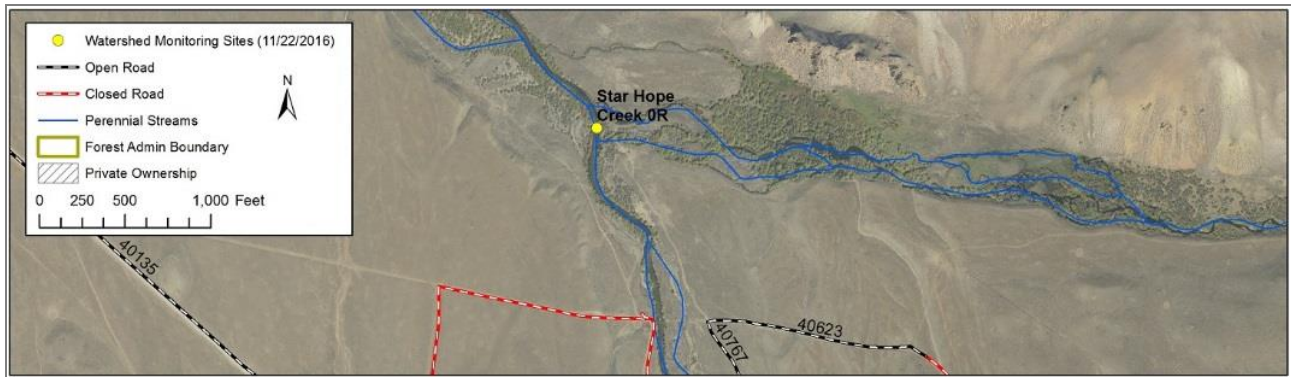 Watershed Monitoring Sites (11/22/2016)
Open Road
Closed Road
Perennial Streams
Forest Admin Boundary
Private Ownership
N
0 250 500 1,000 Feet
Star Hope
Creek 0R
40135
40623
40767